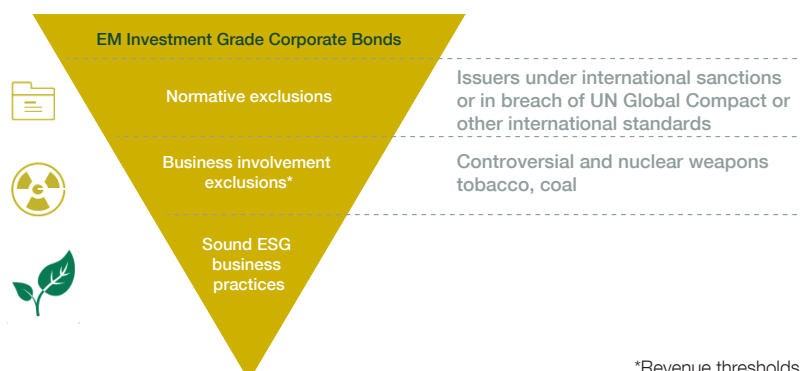 EM Investment Grade Corporate Bonds
Normative exclusions
Issuers under international sanctions
or in breach of UN Global Compact or
other international standards
Business involvement
exclusions*
Controversial and nuclear weapons
tobacco, coal
Sound ESG
business
practices
*Revenue thresholds